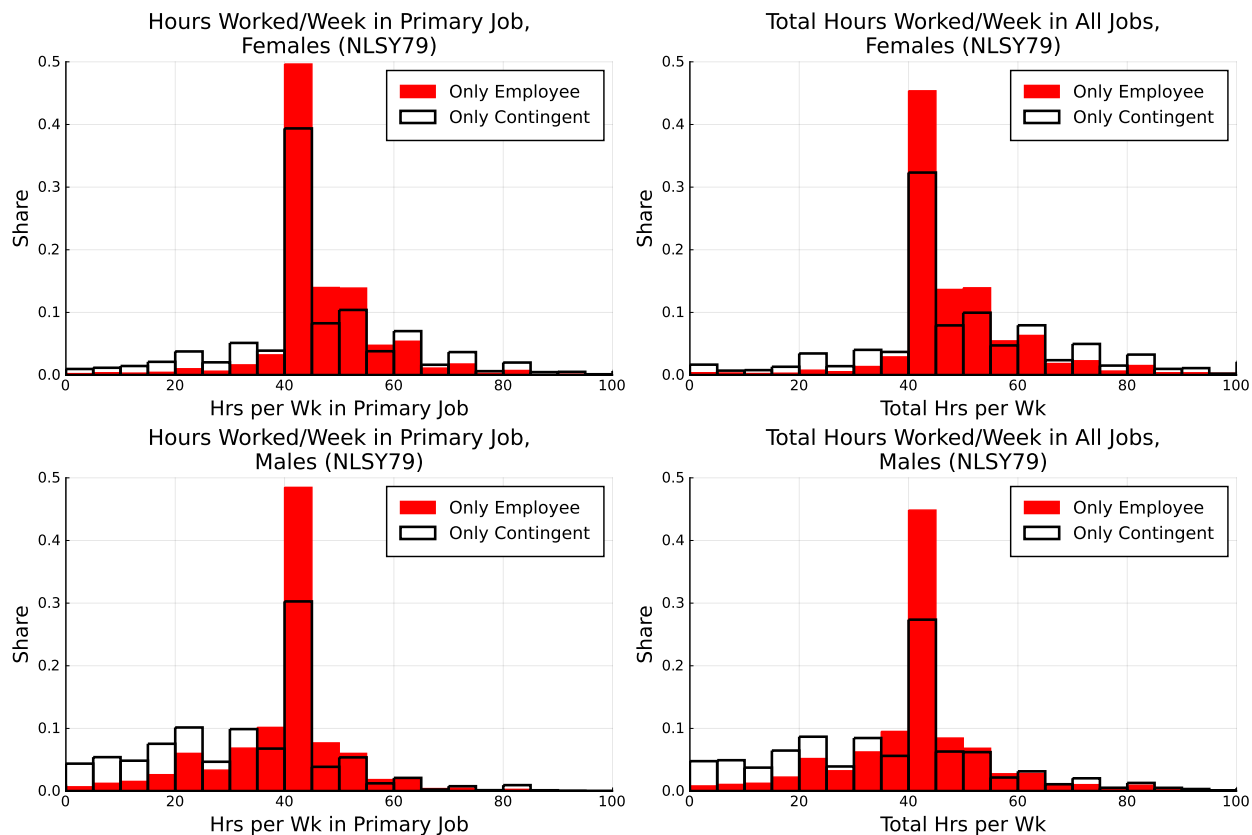 Hours Worked/Week in Primary Job,
Females (NLSY79)
0.5
0.4
0.3
0.2
0.1
0.0
Share
Only Employee
Only Contingent
0 20 40 60 80 100
Hrs per Wk in Primary Job
Total Hours Worked/Week in All Jobs,
Females (NLSY79)
0.5
0.4
0.3
0.2
0.1
0.0
Share
Only Employee
Only Contingent
0 20 40 60 80 100
Total Hrs per Wk
Hours Worked/Week in Primary Job,
Males (NLSY79)
0.5
0.4
0.3
0.2
0.1
0.0
Share
Only Employee
Only Contingent
0 20 40 60 80 100
Hrs per Wk in Primary Job
Total Hours Worked/Week in All Jobs,
Males (NLSY79)
0.5
0.4
0.3
0.2
0.1
0.0
Share
Only Employee
Only Contingent
0 20 40 60 80 100
Total Hrs per Wk